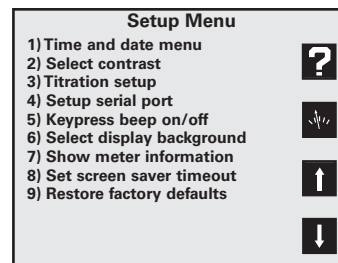 Setup Menu
1) Time and date menu
2) Select contrast
3) Titration setup
4) Setup serial port
5) Keypress beep on/off
6) Select display background
7) Show meter information
8) Set screen saver timeout
9) Restore factory defaults
?